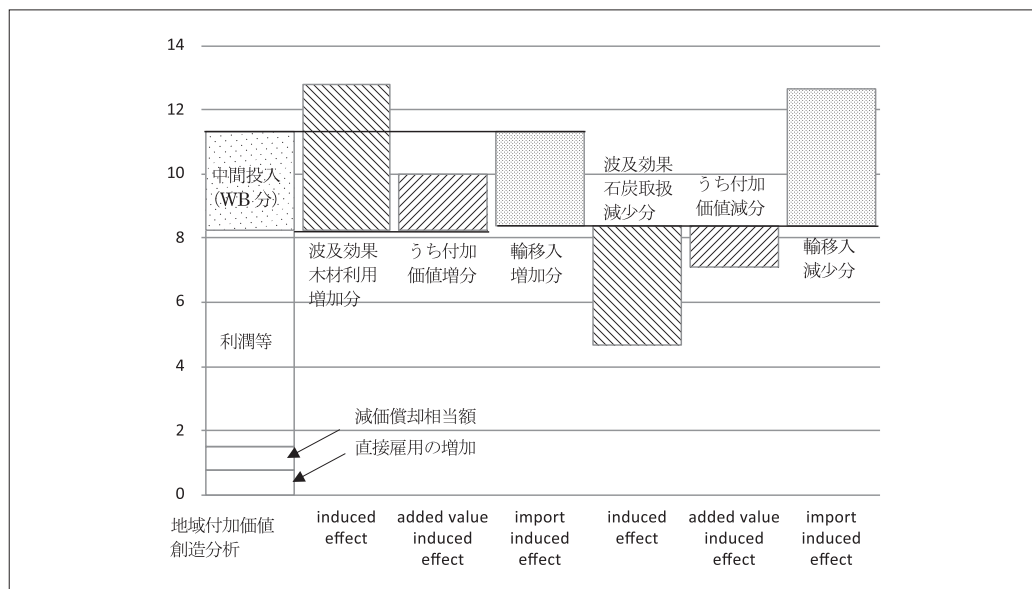 14
12
10
8
6
4
2
0
中間投入
（WB 分）
利潤等
減価償却相当額
直接雇用の増加
波及効果
木材利用
増加分
うち付加
価値増分
輸移入
増加分
波及効果
石炭取扱
減少分
うち付加
価値減分
輸移入
減少分
地域付加価値
創造分析
induced
effect
added value
induced
effect
import
induced
effect
induced
effect
added value
induced
effect
import
induced
effect